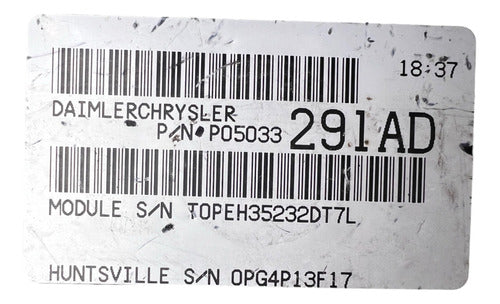 18:37
DAIMLERCHRYSLER
P/N P05033 291AD
MODULE S/N TOPEH35232DT7L
HUNTSVILLE S/N 0PG4P13F17